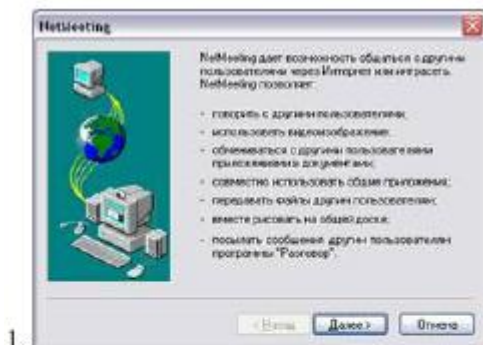 NetMeeting
NetMeeting дает возможность общаться с другими
пользователями через Интернет или интрасеть.
NetMeeting позволяет:
- говорить с другими пользователями;
- использовать видеоизображение;
- обмениваться с другими пользователями
приложениями и документами;
- совместно использовать общие приложения;
- передавать файлы другим пользователям;
- вместе рисовать на общей доске;
- посылать сообщения другим пользователям
программы "Разговор".
< Назад
Далее >
Отмена
1.